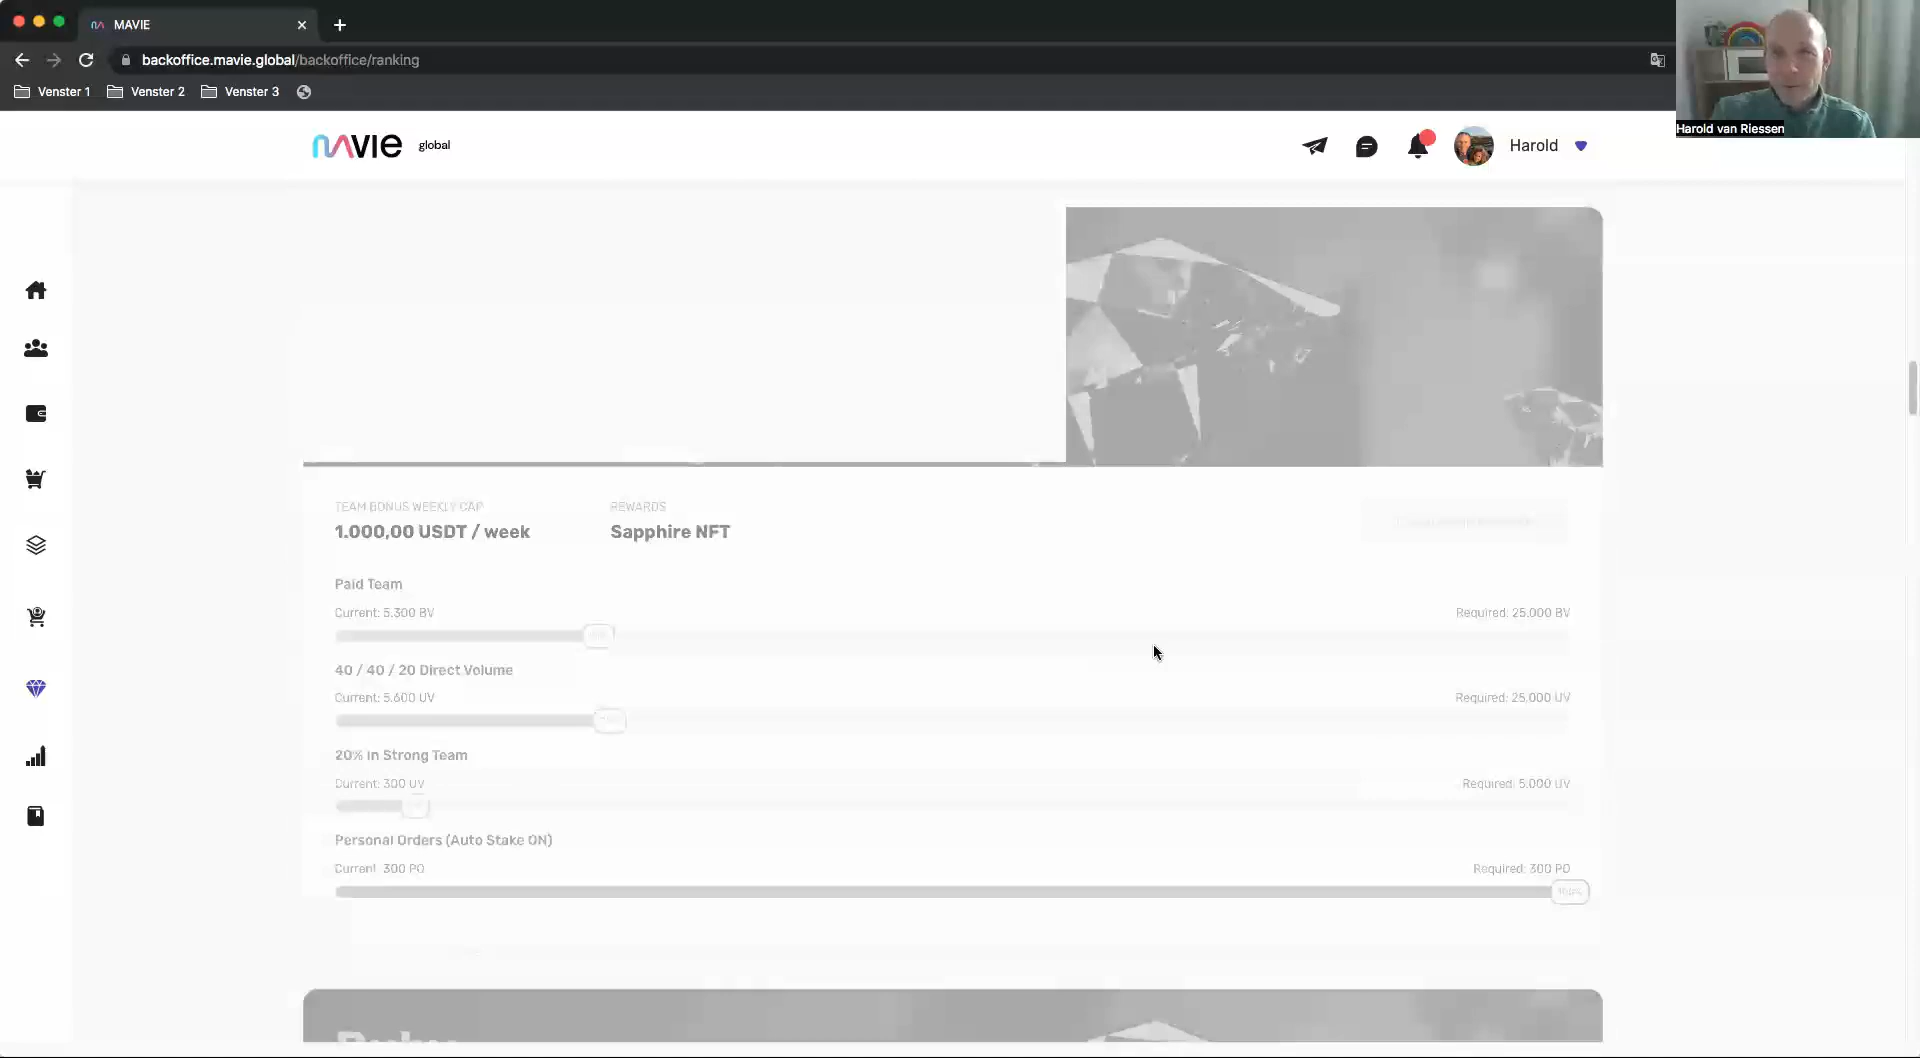 MAVIE
backoffice.mavie.global/backoffice/ranking
Venster 1
Venster 2
Venster 3
Harold van Riessen
mavie global
Harold
TEAM BONUS WEEKLY CAP
1.000,00 USDT / week
REWARDS
Sapphire NFT
Paid Team
Current: 5.300 BV
Required: 25.000 BV
40 / 40 / 20 Direct Volume
Current: 5.600 UV
Required: 25.000 UV
20% in Strong Team
Current: 300 UV
Required: 5.000 UV
Personal Orders (Auto Stake ON)
Current: 300 PO
Required: 300 PO